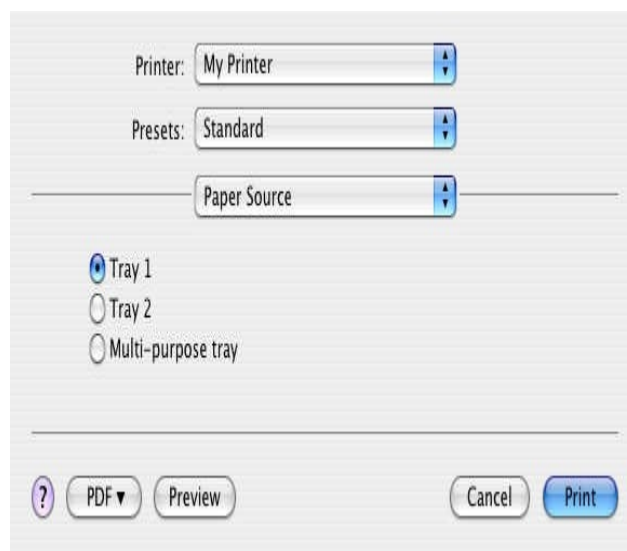 Printer: My Printer
Presets: Standard
Paper Source
Tray 1
Tray 2
Multi-purpose tray
? PDF▼ Preview Cancel Print